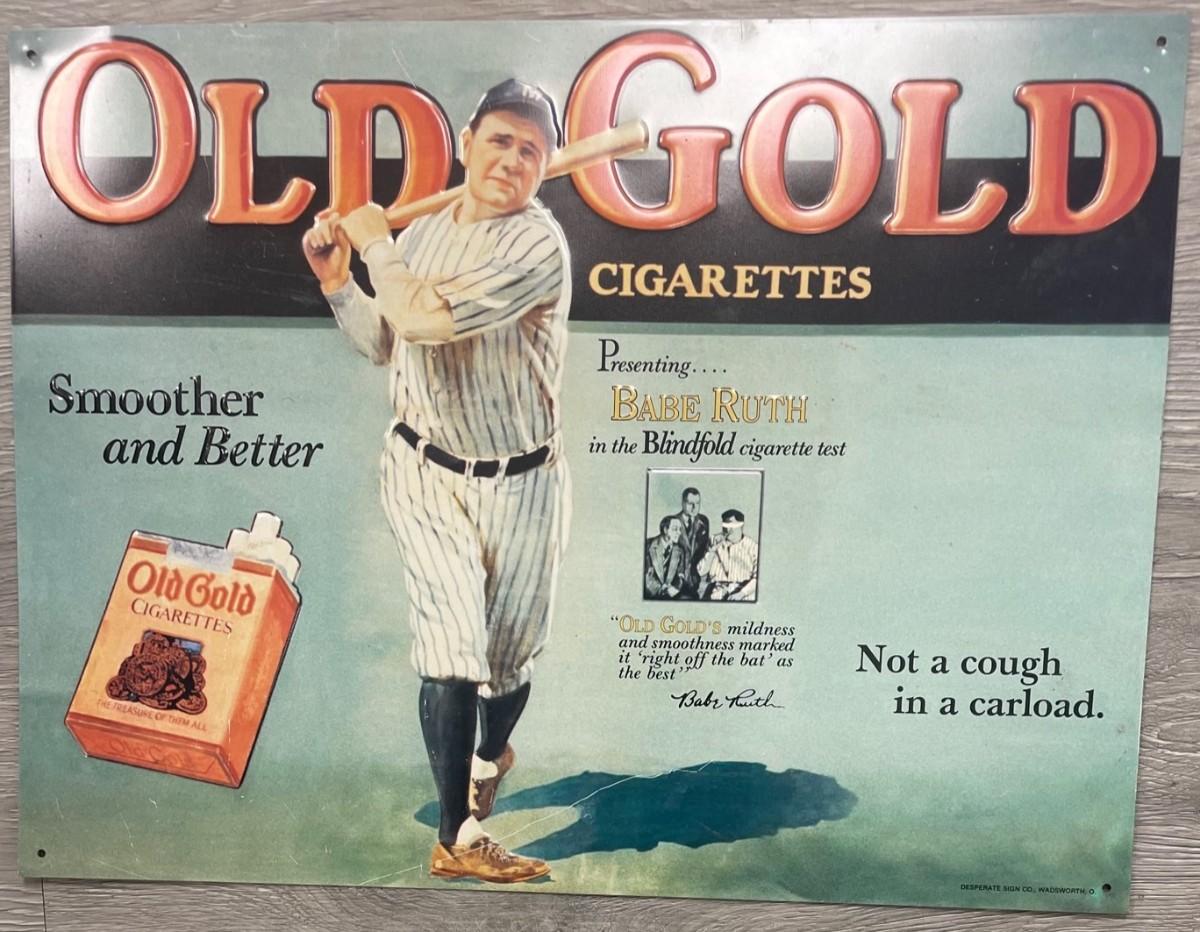 OLD GOLD
CIGARETTES
Smoother
and Better
Presenting....
BABE RUTH
in the Blindfold cigarette test
"OLD GOLD'S mildness
and smoothness marked
it 'right off the bat' as
the best"
Babe Ruth
Not a cough
in a carload.
Old Gold
CIGARETTES
THE TREASURE OF THEM ALL
Old Gold
DESPERATE SIGN CO., WADSWORTH, O.